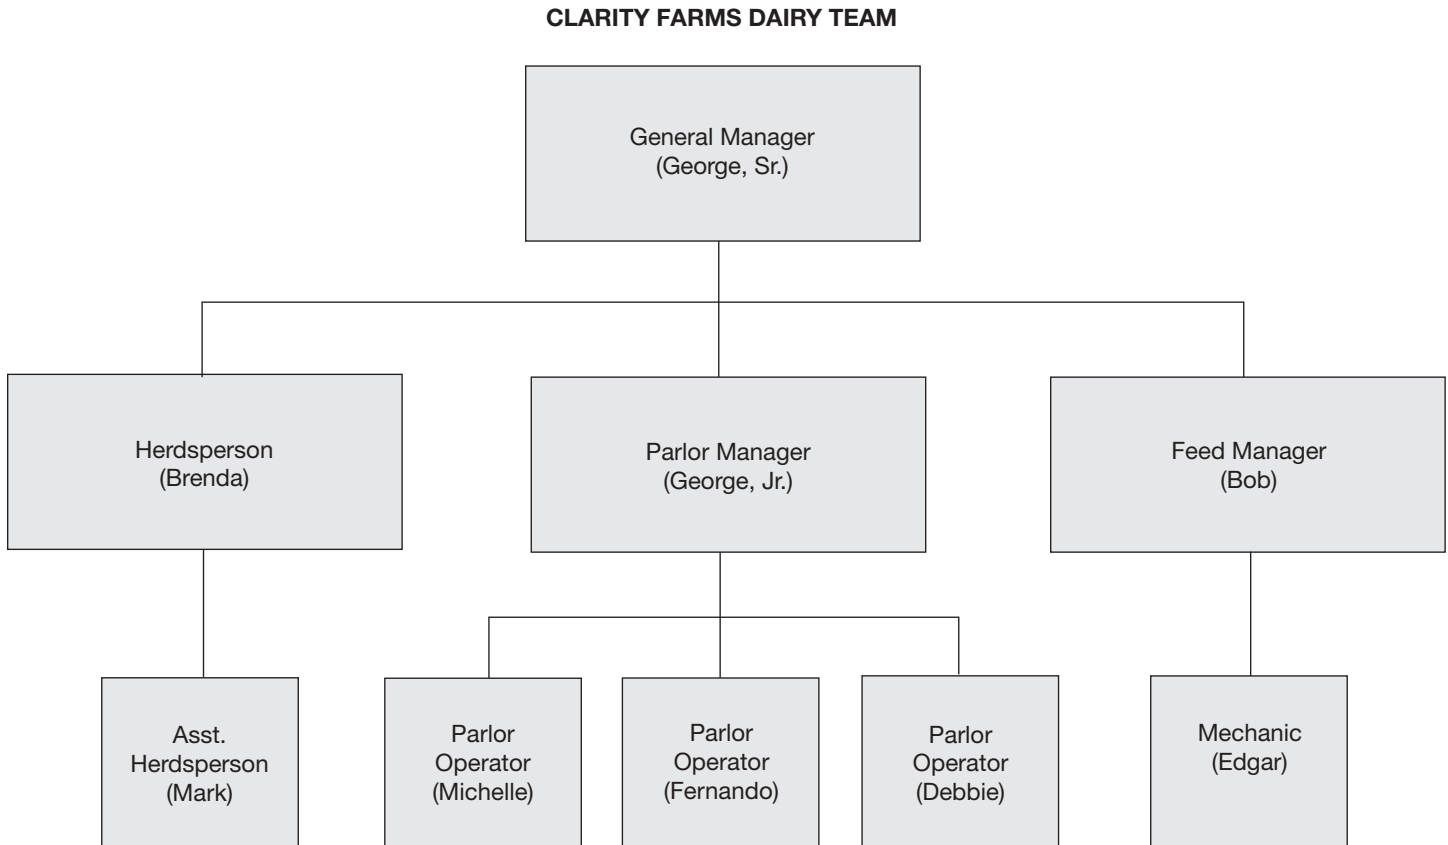 CLARITY FARMS DAIRY TEAM
General Manager
(George, Sr.)
Herdsperson
(Brenda)
Parlor Manager
(George, Jr.)
Feed Manager
(Bob)
Asst.
Herdsperson
(Mark)
Parlor
Operator
(Michelle)
Parlor
Operator
(Fernando)
Parlor
Operator
(Debbie)
Mechanic
(Edgar)